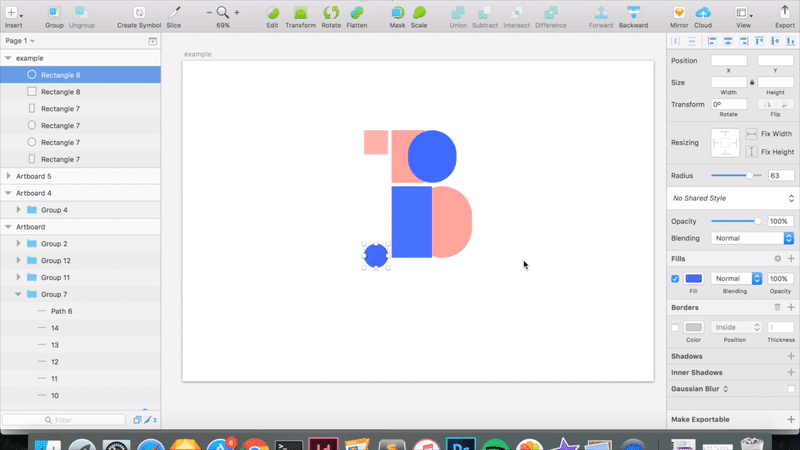 Insert Group Ungroup Create Symbol Slice 69% Edit Transform Rotate Flatten Mask Scale Union Subtract Intersect Difference Forward Backward Mirror Cloud View Export
Page 1
example
Rectangle 8
Rectangle 8
Rectangle 7
Rectangle 7
Rectangle 7
Rectangle 7
Artboard 5
Artboard 4
Group 4
Artboard
Group 2
Group 12
Group 11
Group 7
Path 6
14
13
12
11
10
Filter 2
example
Position
X Y
Size
Width Height
Transform 0º
Rotate Flip
Resizing Fix Width
Fix Height
Radius 63
No Shared Style
Opacity 100%
Blending Normal
Fills
Normal 100%
Fill Blending Opacity
Borders
Inside 1
Color Position Thickness
Shadows
Inner Shadows
Gaussian Blur
Make Exportable
6
Id
S
Ps